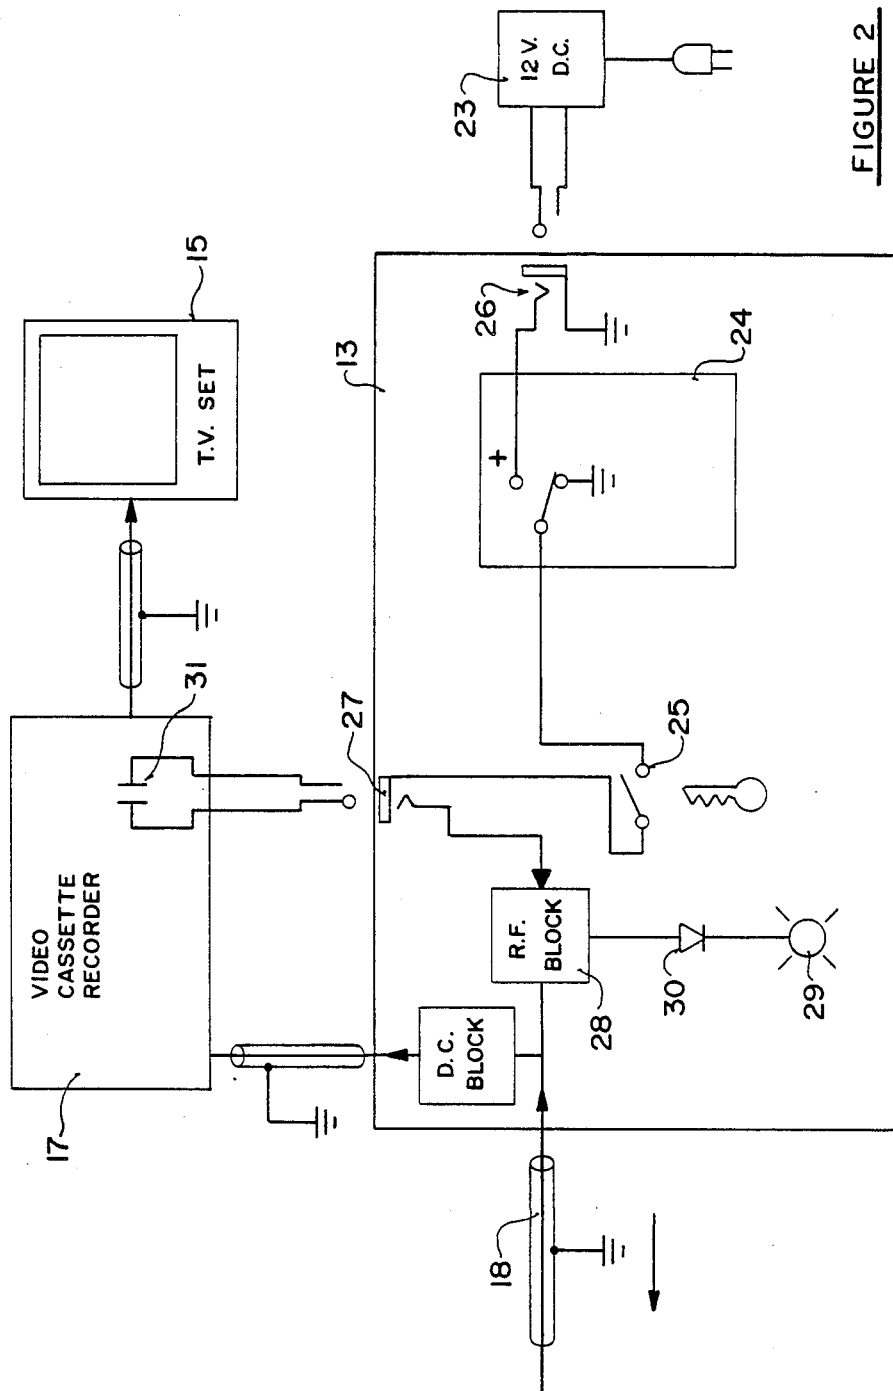 17
VIDEO
CASSETTE
RECORDER
31
T.V. SET
15
18
D.C.
BLOCK
27
13
R.F.
BLOCK
28
30
29
25
+
24
26
23
12 V.
D.C.
FIGURE 2